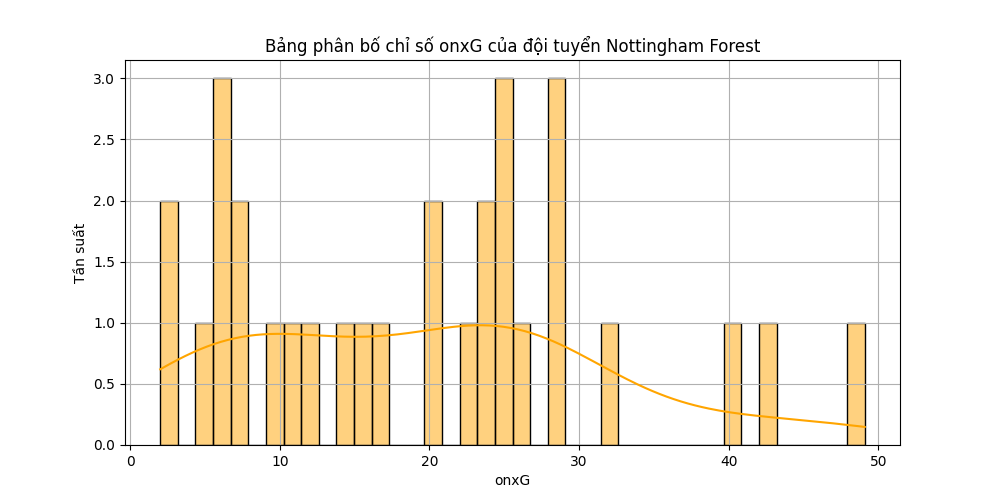 Bảng phân bố chỉ số onxG của đội tuyển Nottingham Forest
3.0
2.5
2.0
1.5
1.0
0.5
0.0
Tần suất
0 10 20 30 40 50
onxG